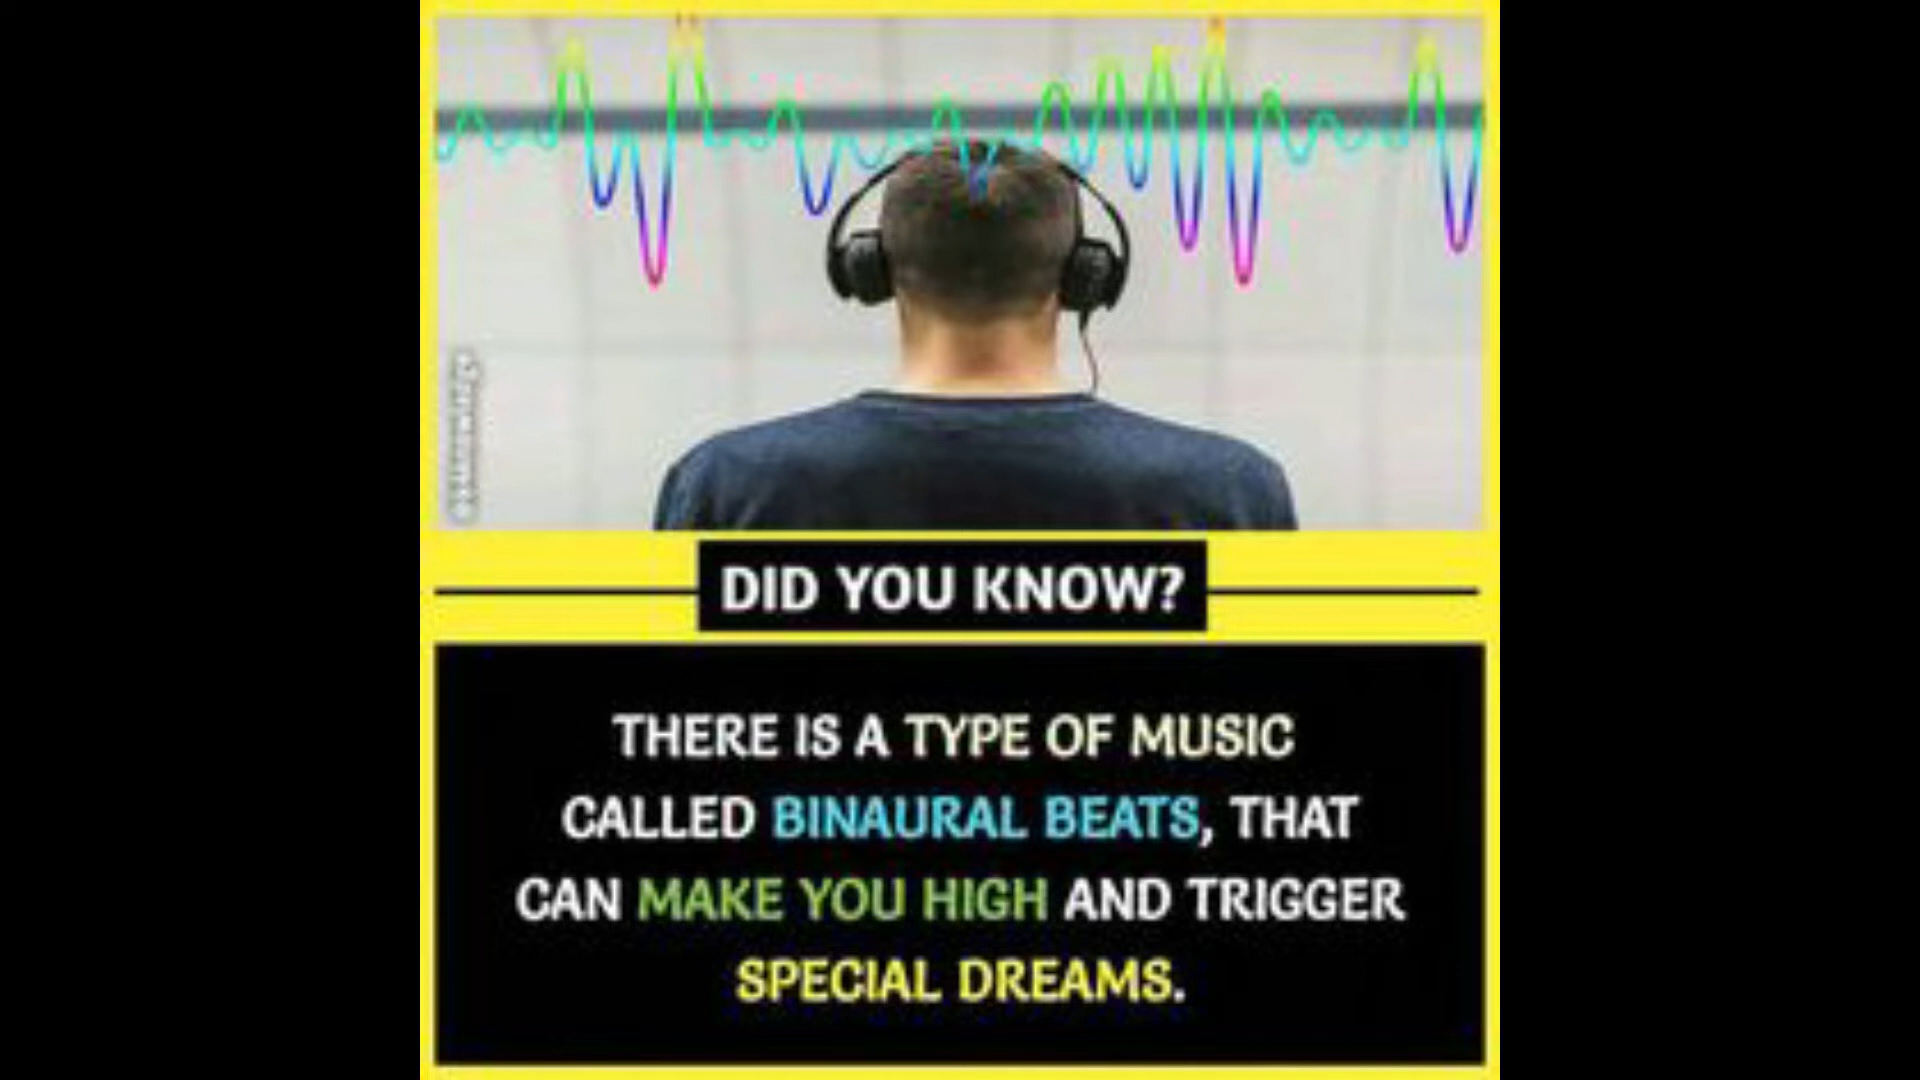 DID YOU KNOW?
THERE IS A TYPE OF MUSIC
CALLED BINAURAL BEATS, THAT
CAN MAKE YOU HIGH AND TRIGGER
SPECIAL DREAMS.